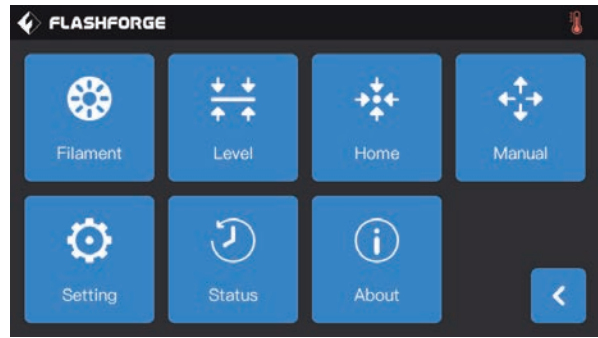 FLASHFORGE
Filament
Level
Home
Manual
Setting
Status
About